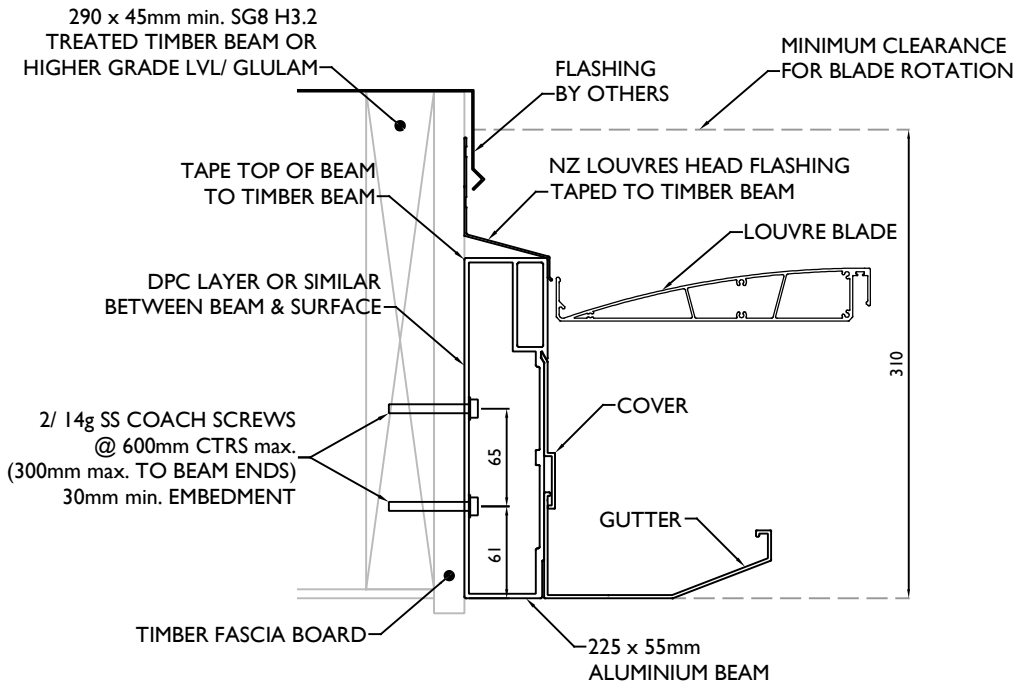 290 x 45mm min. SG8 H3.2
TREATED TIMBER BEAM OR
HIGHER GRADE LVL/ GLULAM
FLASHING
BY OTHERS
MINIMUM CLEARANCE
FOR BLADE ROTATION
TAPE TOP OF BEAM
TO TIMBER BEAM
NZ LOUVRES HEAD FLASHING
TAPED TO TIMBER BEAM
LOUVRE BLADE
DPC LAYER OR SIMILAR
BETWEEN BEAM & SURFACE
310
2/ 14g SS COACH SCREWS
@ 600mm CTRS max.
(300mm max. TO BEAM ENDS)
30mm min. EMBEDMENT
65
COVER
61
GUTTER
TIMBER FASCIA BOARD
225 x 55mm
ALUMINIUM BEAM